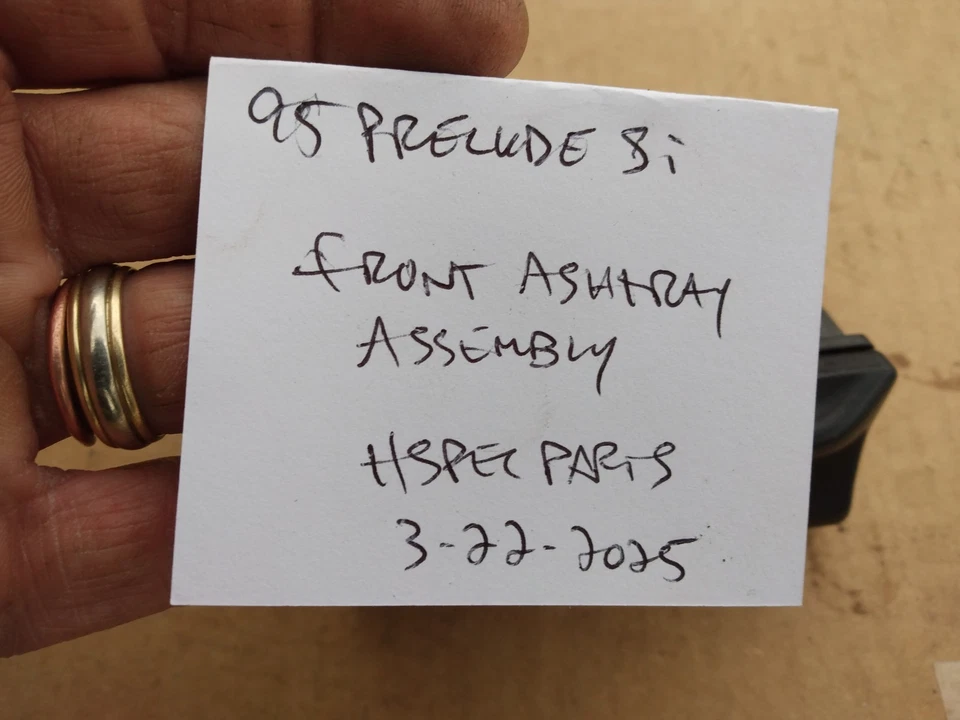 95 PRELUDE Si
FRONT ASHTRAY
ASSEMBLY
HSPEC PARTS
3-22-2025